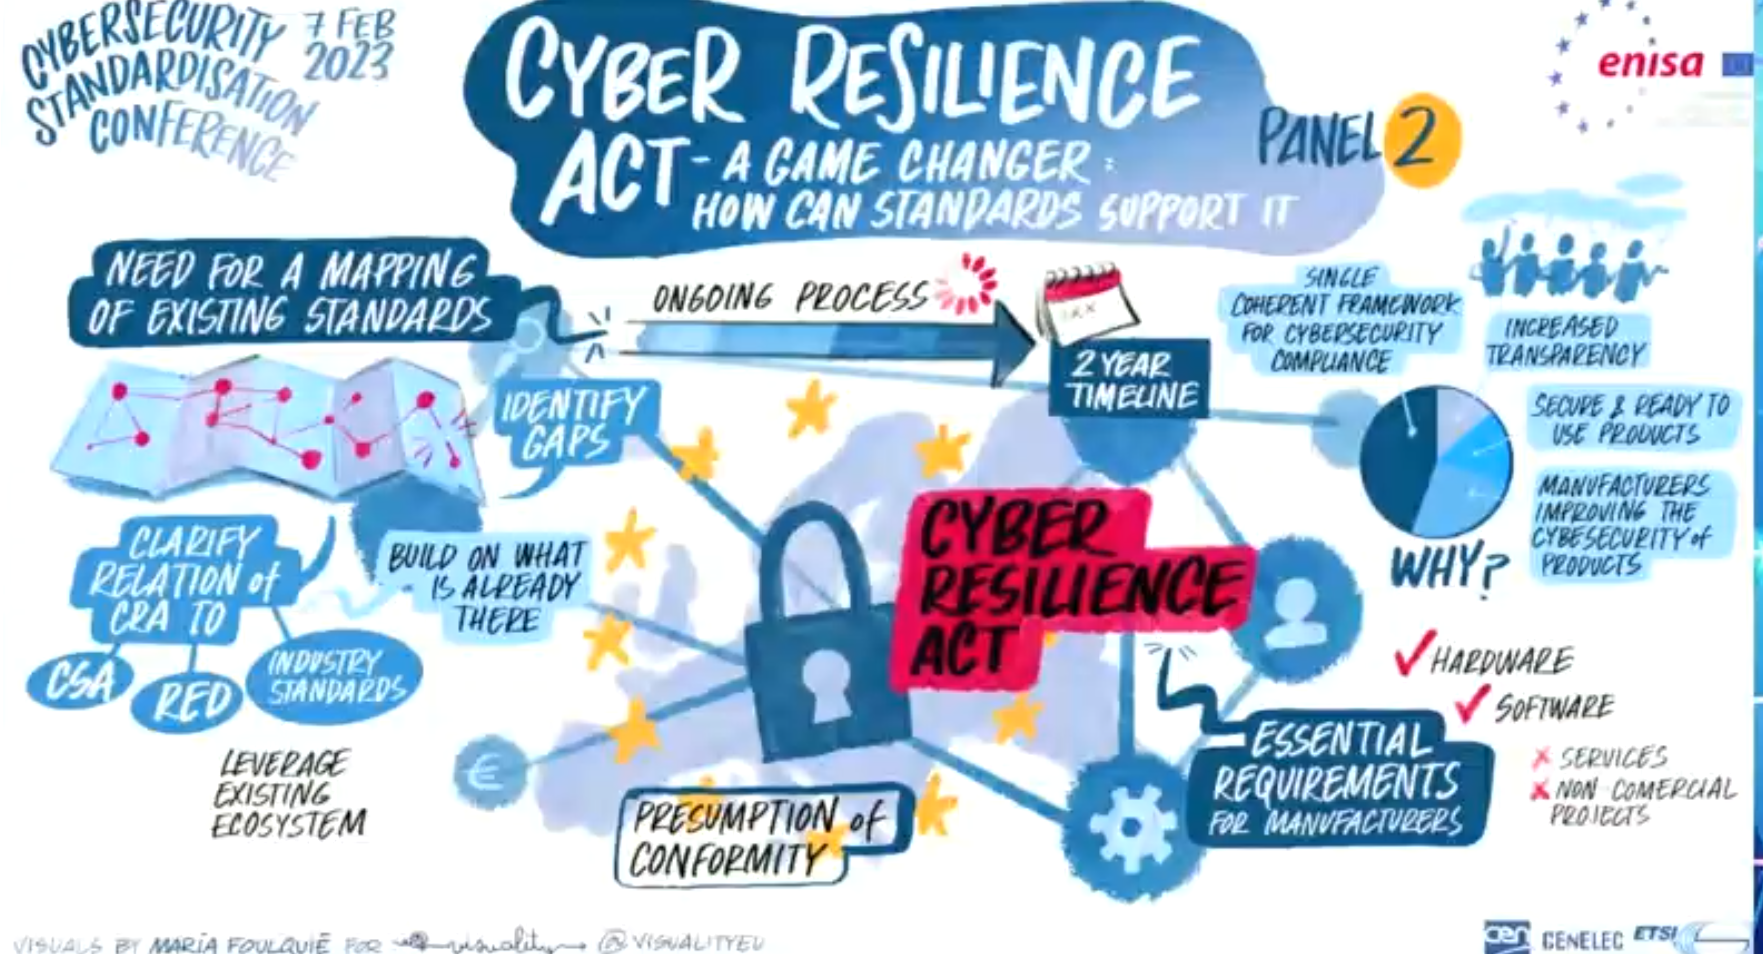 CYBERSECURITY
STANDARDISATION
CONFERENCE
7 FEB
2023
CYBER RESILIENCE
ACT - A GAME CHANGER :
HOW CAN STANDARDS SUPPORT IT
PANEL 2
enisa
NEED FOR A MAPPING
OF EXISTING STANDARDS
ONGOING PROCESS
2 YEAR
TIMELINE
SINGLE
COHERENT FRAMEWORK
FOR CYBERSECURITY
COMPLIANCE
INCREASED
TRANSPARENCY
SECURE & READY TO
USE PRODUCTS
MANUFACTURERS
IMPROVING THE
CYBESECURITY of
PRODUCTS
WHY?
IDENTIFY
GAPS
CLARIFY
RELATION of
CRA TO
CSA
RED
INDUSTRY
STANDARDS
BUILD ON WHAT
IS ALREADY
THERE
CYBER
RESILIENCE
ACT
HARDWARE
SOFTWARE
SERVICES
NON COMERCIAL
PROJECTS
ESSENTIAL
REQUIREMENTS
FOR MANUFACTURERS
LEVERAGE
EXISTING
ECOSYSTEM
€
PRESUMPTION of
CONFORMITY
VISUALS BY MARÍA FOULQUIÉ FOR visuality @VISUALITYEU
cen CENELEC ETSI